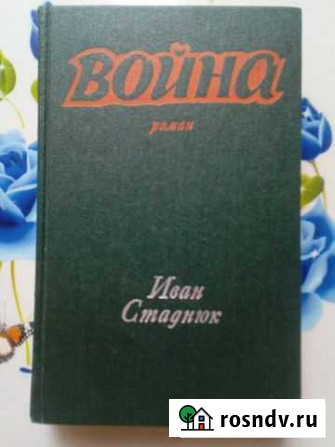 ВОЙНА
роман
Иван
Стаднюк
rosndv.ru